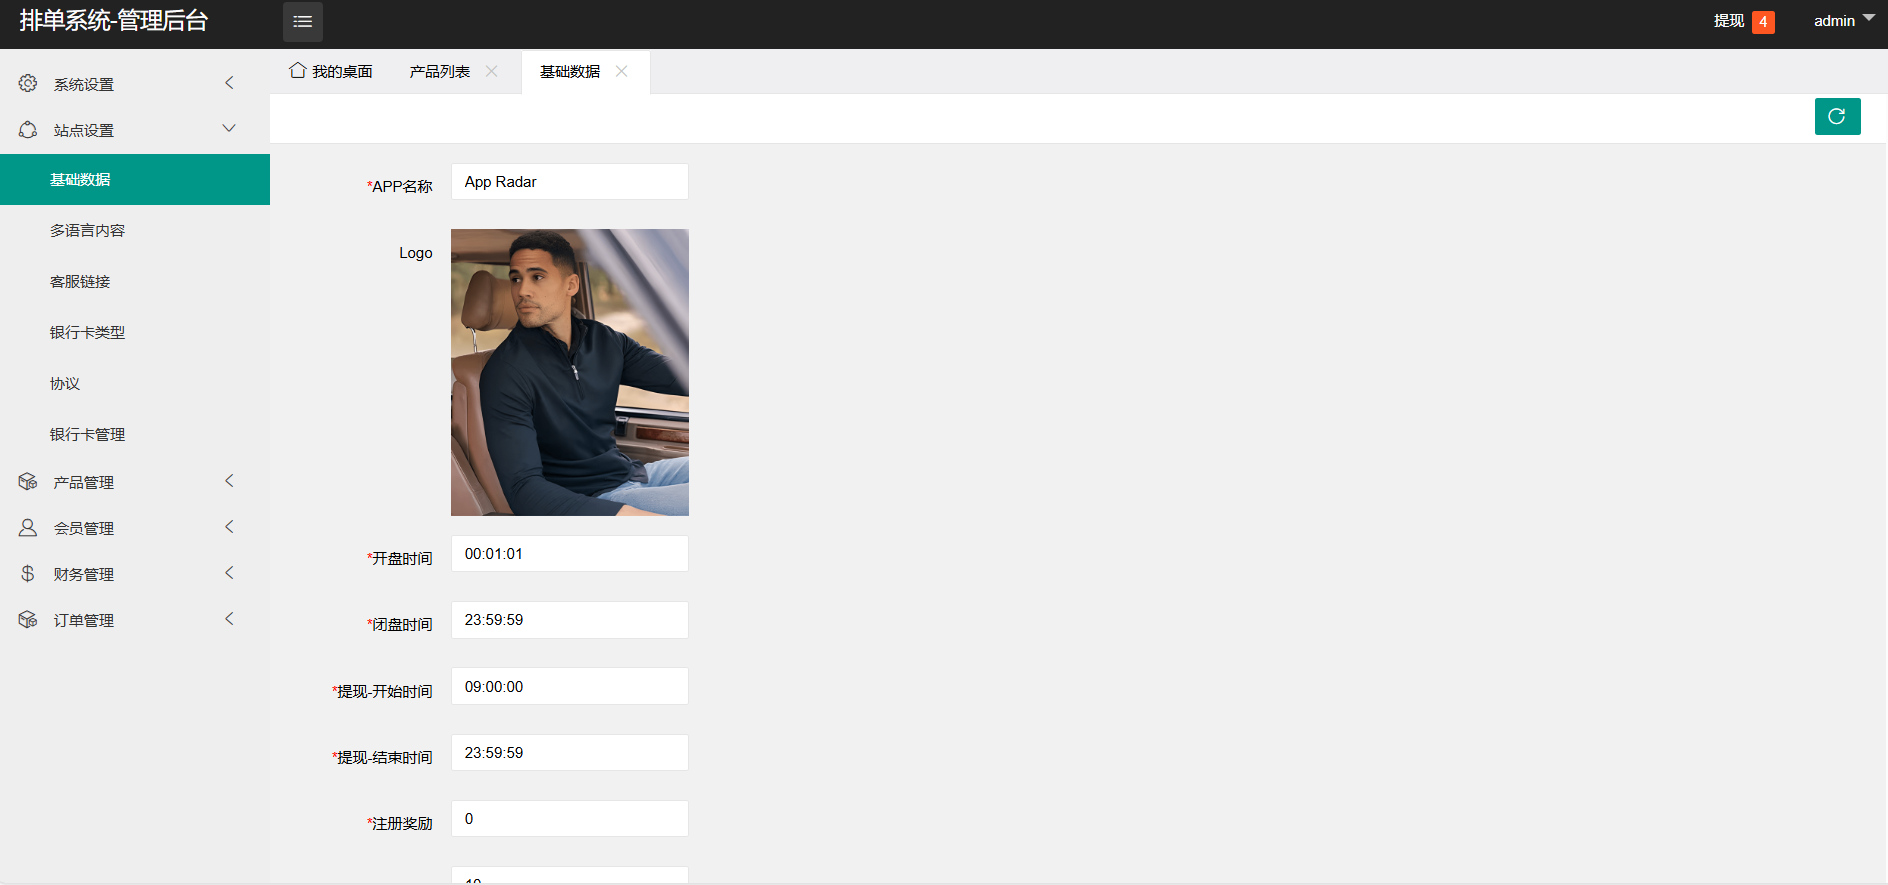 排单系统-管理后台
提现 4
admin
系统设置
站点设置
基础数据
多语言内容
客服链接
银行卡类型
协议
银行卡管理
产品管理
会员管理
财务管理
订单管理
我的桌面
产品列表
基础数据
*APP名称 App Radar
Logo
*开盘时间 00:01:01
*闭盘时间 23:59:59
*提现-开始时间 09:00:00
*提现-结束时间 23:59:59
*注册奖励 0